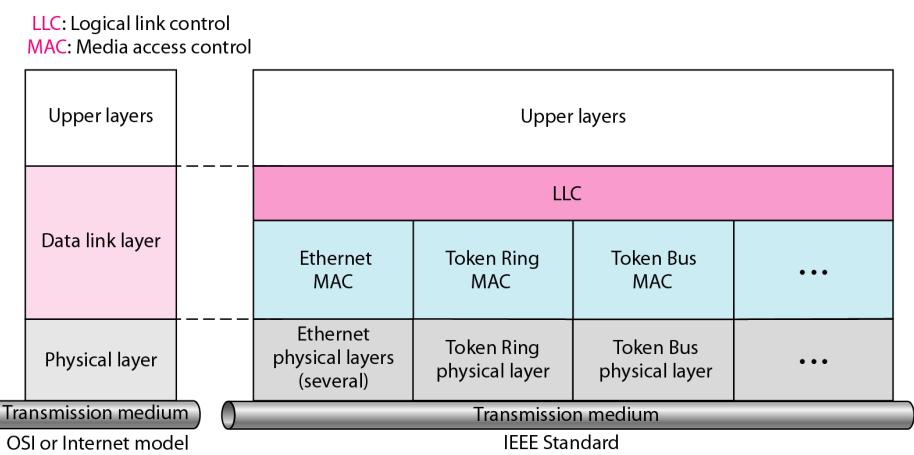 LLC: Logical link control
MAC: Media access control
Upper layers
Upper layers
Data link layer
LLC
Ethernet
MAC
Token Ring
MAC
Token Bus
MAC
...
Physical layer
Ethernet
physical layers
(several)
Token Ring
physical layer
Token Bus
physical layer
...
Transmission medium
Transmission medium
OSI or Internet model
IEEE Standard